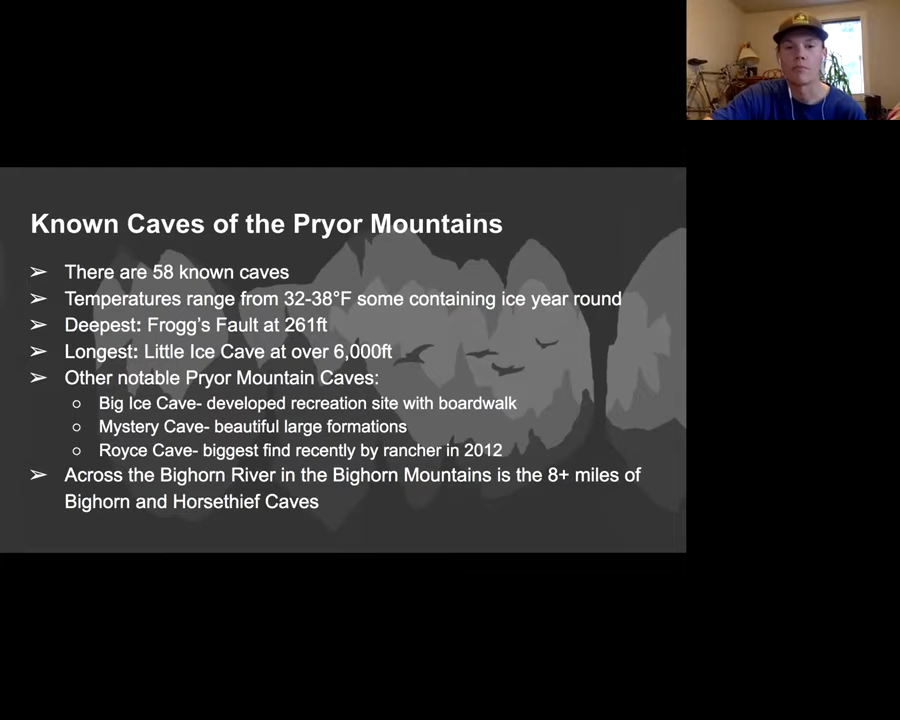 Known Caves of the Pryor Mountains
➢ There are 58 known caves
➢ Temperatures range from 32-38°F some containing ice year round
➢ Deepest: Frogg's Fault at 261ft
➢ Longest: Little Ice Cave at over 6,000ft
➢ Other notable Pryor Mountain Caves:
○ Big Ice Cave- developed recreation site with boardwalk
○ Mystery Cave- beautiful large formations
○ Royce Cave- biggest find recently by rancher in 2012
➢ Across the Bighorn River in the Bighorn Mountains is the 8+ miles of
Bighorn and Horsethief Caves